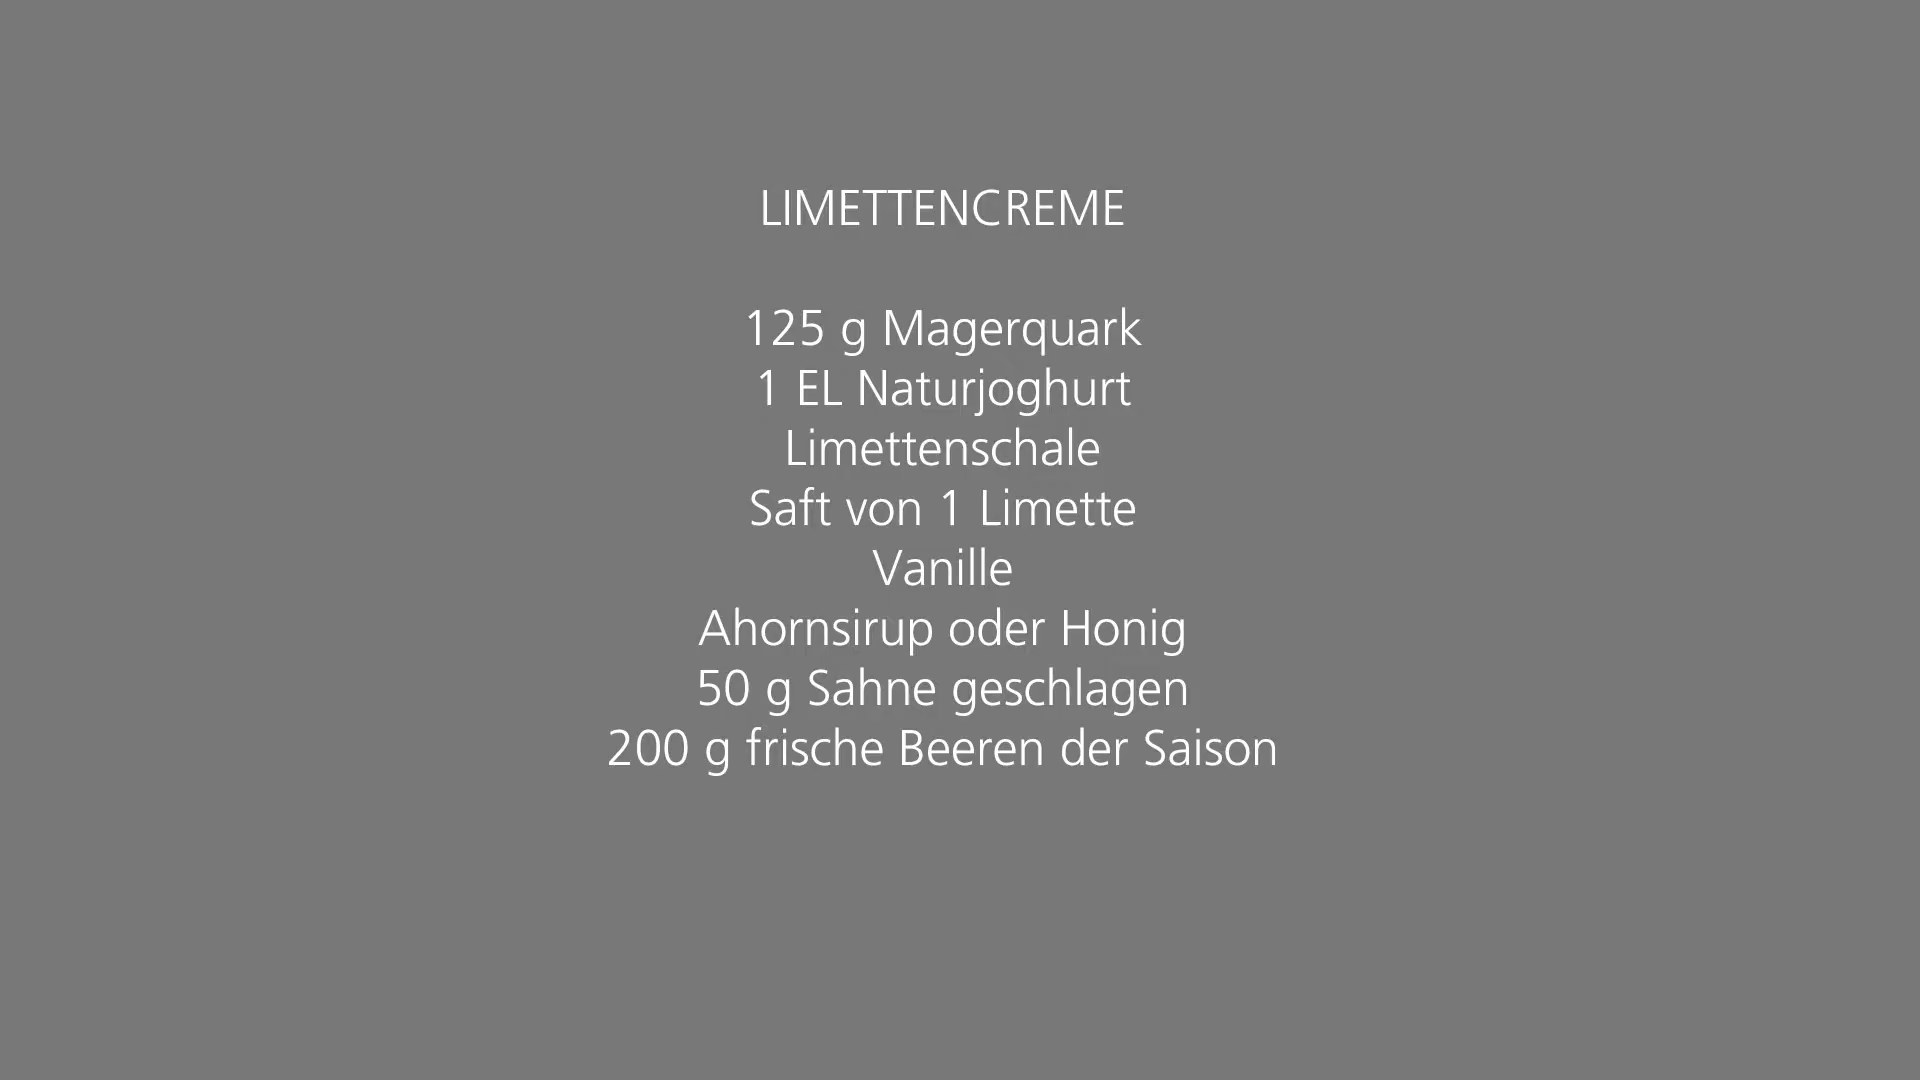 LIMETTENCREME
125 g Magerquark
1 EL Naturjoghurt
Limettenschale
Saft von 1 Limette
Vanille
Ahornsirup oder Honig
50 g Sahne geschlagen
200 g frische Beeren der Saison